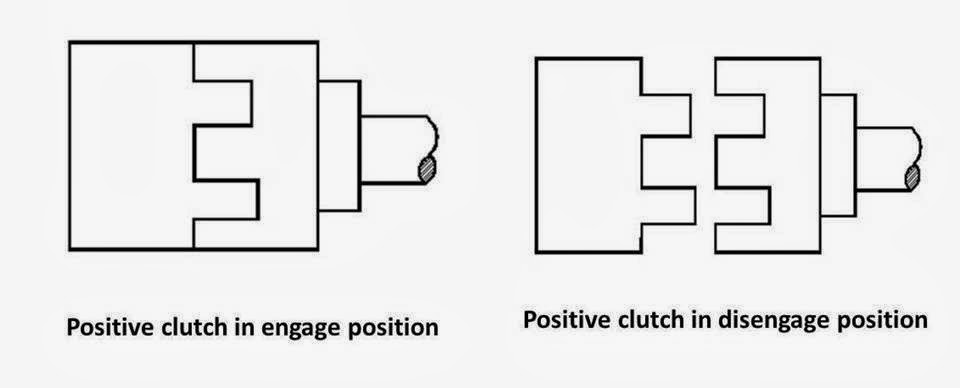 Positive clutch in engage position
Positive clutch in disengage position